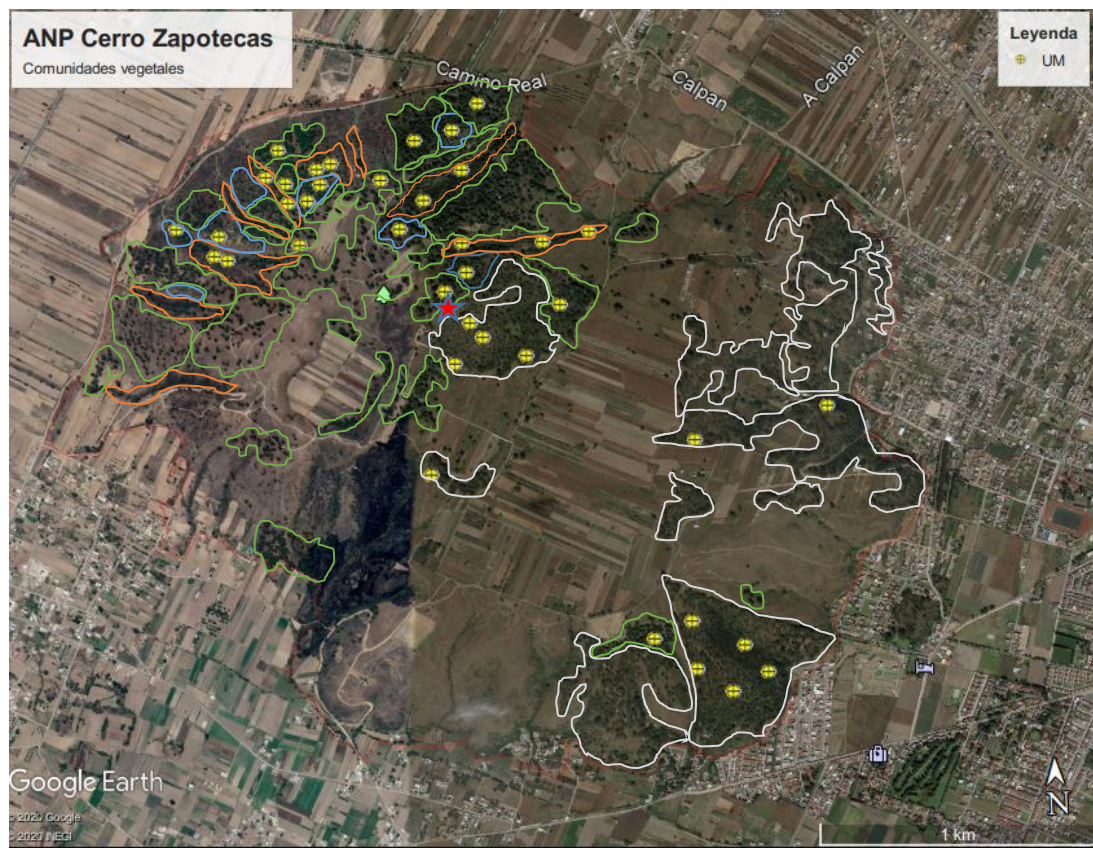 ANP Cerro Zapotecas
Comunidades vegetales
Leyenda
UM
Camino Real
Calpan
A Calpan
Google Earth
© 2020 Google
© 2020 INEGI
1 km
N